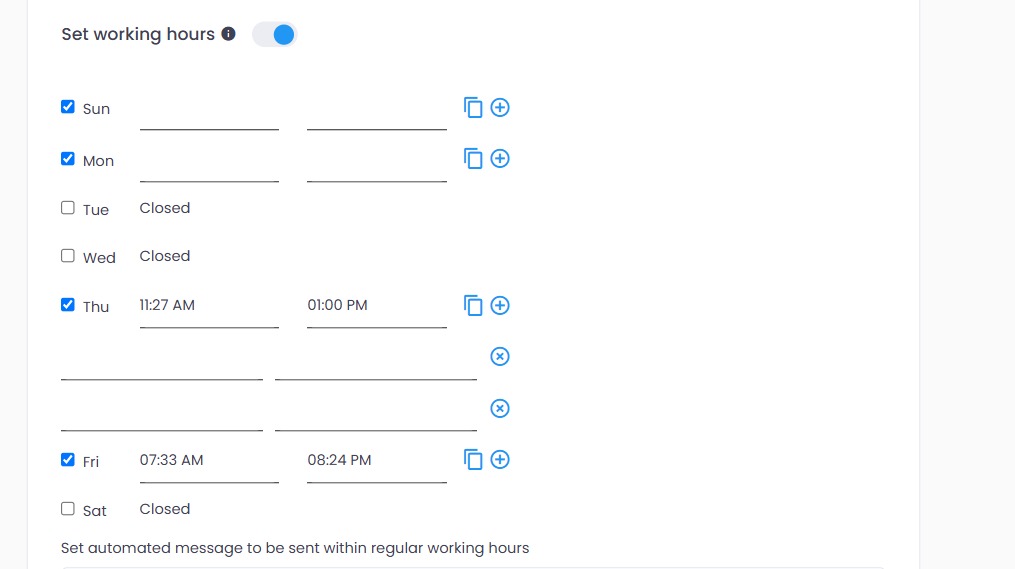 Set working hours
Sun
Mon
Tue Closed
Wed Closed
Thu 11:27 AM 01:00 PM
Fri 07:33 AM 08:24 PM
Sat Closed
Set automated message to be sent within regular working hours